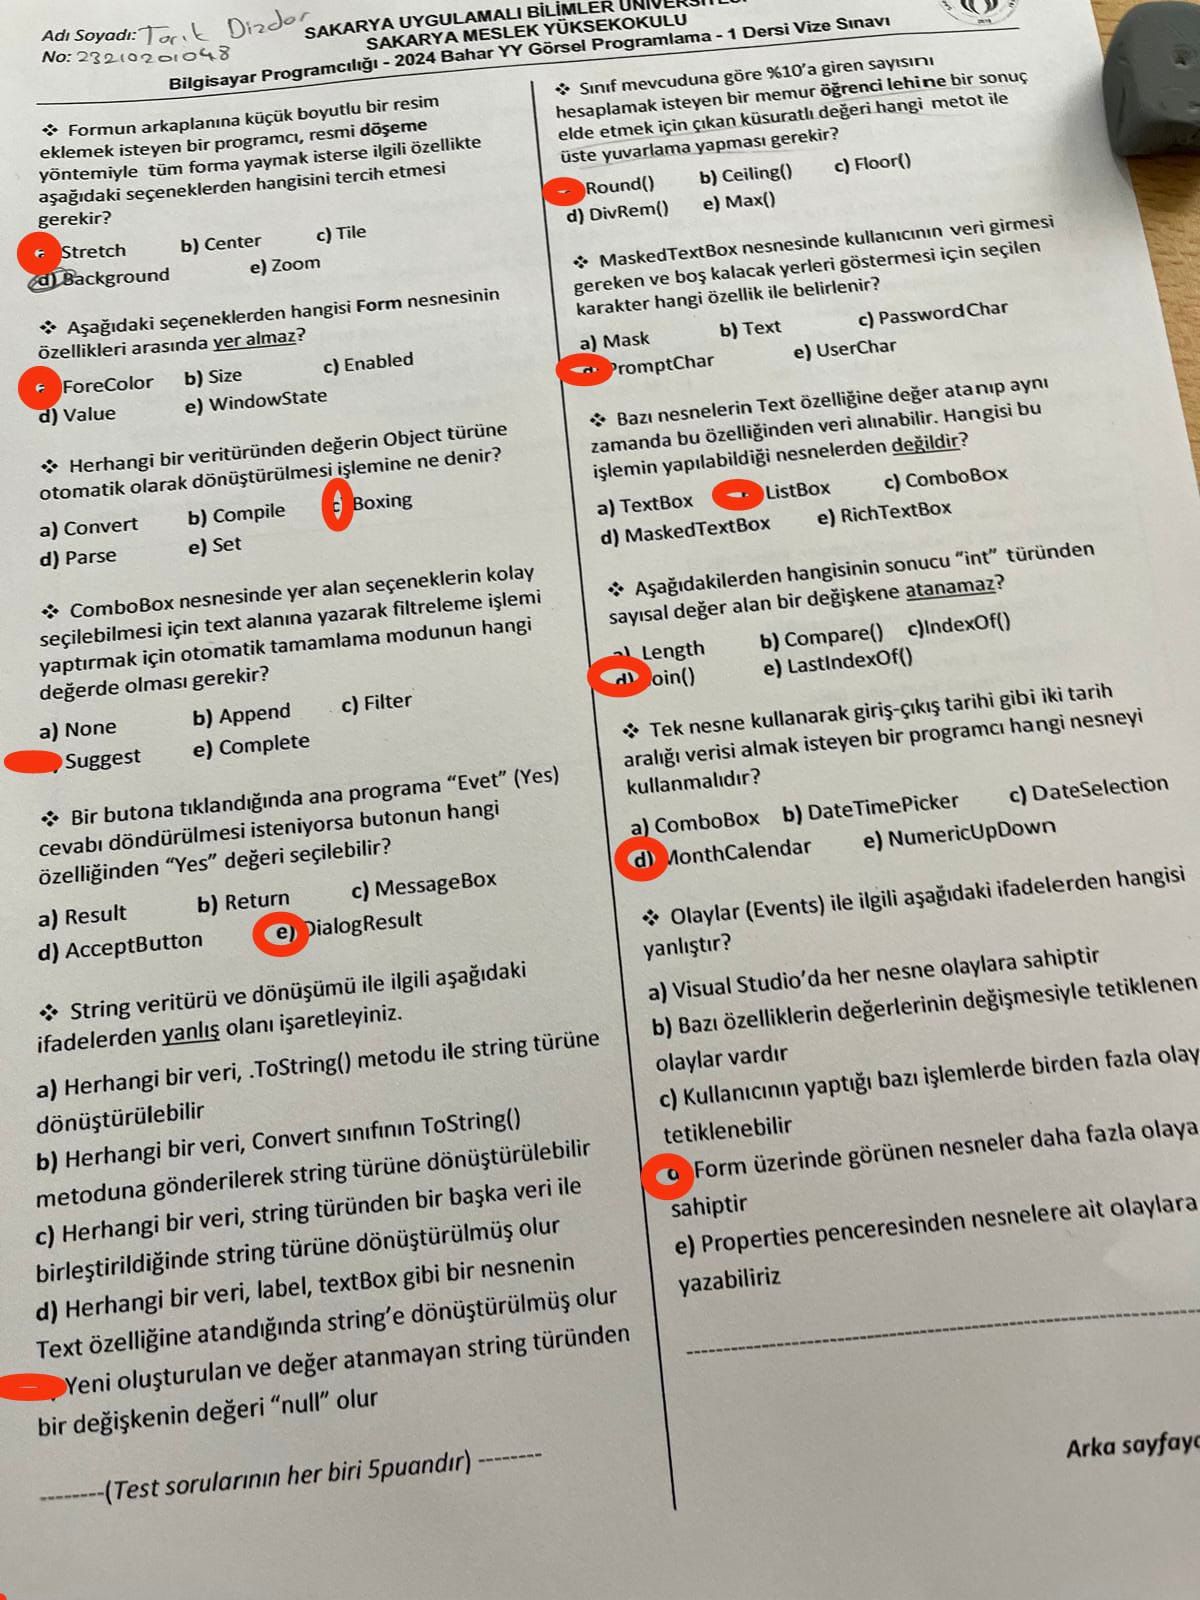 Adı Soyadı: Tarık Dizdar
No: 23210201048
SAKARYA UYGULAMALI BİLİMLER
SAKARYA MESLEK YÜKSEKOKULU
Bilgisayar Programcılığı - 2024 Bahar YY Görsel Programlama - 1 Dersi Vize Sınavı
❖ Formun arkaplanına küçük boyutlu bir resim
eklemek isteyen bir programcı, resmi döşeme
yöntemiyle tüm forma yaymak isterse ilgili özellikte
aşağıdaki seçeneklerden hangisini tercih etmesi
gerekir?
Stretch b) Center c) Tile
d) Background e) Zoom
❖ Aşağıdaki seçeneklerden hangisi Form nesnesinin
özellikleri arasında yer almaz?
ForeColor b) Size c) Enabled
d) Value e) WindowState
❖ Herhangi bir veritüründen değerin Object türüne
otomatik olarak dönüştürülmesi işlemine ne denir?
a) Convert b) Compile c) Boxing
d) Parse e) Set
❖ ComboBox nesnesinde yer alan seçeneklerin kolay
seçilebilmesi için text alanına yazarak filtreleme işlemi
yaptırmak için otomatik tamamlama modunun hangi
değerde olması gerekir?
a) None b) Append c) Filter
Suggest e) Complete
❖ Bir butona tıklandığında ana programa “Evet” (Yes)
cevabı döndürülmesi isteniyorsa butonun hangi
özelliğinden “Yes” değeri seçilebilir?
a) Result b) Return c) MessageBox
d) AcceptButton e) DialogResult
❖ String veritürü ve dönüşümü ile ilgili aşağıdaki
ifadelerden yanlış olanı işaretleyiniz.
a) Herhangi bir veri, .ToString() metodu ile string türüne
dönüştürülebilir
b) Herhangi bir veri, Convert sınıfının ToString()
metoduna gönderilerek string türüne dönüştürülebilir
c) Herhangi bir veri, string türünden bir başka veri ile
birleştirildiğinde string türüne dönüştürülmüş olur
d) Herhangi bir veri, label, textBox gibi bir nesnenin
Text özelliğine atandığında string’e dönüştürülmüş olur
Yeni oluşturulan ve değer atanmayan string türünden
bir değişkenin değeri “null” olur
--------(Test sorularının her biri 5puandır) --------
❖ Sınıf mevcuduna göre %10’a giren sayısını
hesaplamak isteyen bir memur öğrenci lehine bir sonuç
elde etmek için çıkan küsuratlı değeri hangi metot ile
üste yuvarlama yapması gerekir?
Round() b) Ceiling() c) Floor()
d) DivRem() e) Max()
❖ MaskedTextBox nesnesinde kullanıcının veri girmesi
gereken ve boş kalacak yerleri göstermesi için seçilen
karakter hangi özellik ile belirlenir?
a) Mask b) Text c) PasswordChar
PromptChar e) UserChar
❖ Bazı nesnelerin Text özelliğine değer atanıp aynı
zamanda bu özelliğinden veri alınabilir. Hangisi bu
işlemin yapılabildiği nesnelerden değildir?
a) TextBox ListBox c) ComboBox
d) MaskedTextBox e) RichTextBox
❖ Aşağıdakilerden hangisinin sonucu “int” türünden
sayısal değer alan bir değişkene atanamaz?
a) Length b) Compare() c)IndexOf()
d) Join() e) LastIndexOf()
❖ Tek nesne kullanarak giriş-çıkış tarihi gibi iki tarih
aralığı verisi almak isteyen bir programcı hangi nesneyi
kullanmalıdır?
a) ComboBox b) DateTimePicker c) DateSelection
d) MonthCalendar e) NumericUpDown
❖ Olaylar (Events) ile ilgili aşağıdaki ifadelerden hangisi
yanlıştır?
a) Visual Studio’da her nesne olaylara sahiptir
b) Bazı özelliklerin değerlerinin değişmesiyle tetiklenen
olaylar vardır
c) Kullanıcının yaptığı bazı işlemlerde birden fazla olay
tetiklenebilir
d) Form üzerinde görünen nesneler daha fazla olaya
sahiptir
e) Properties penceresinden nesnelere ait olaylara
yazabiliriz
Arka sayfaya